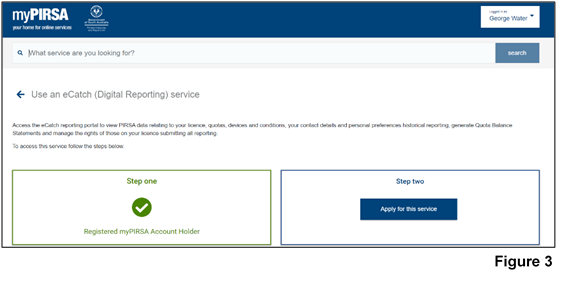 myPIRSA
your home for online services
Government
of South Australia
Logged in as
George Water
What service are you looking for?
search
Use an eCatch (Digital Reporting) service
Access the eCatch reporting portal to view PIRSA data relating to your licence, quotas, devices and conditions, your contact details and personal preferences historical reporting, generate Quota Balance
Statements and manage the rights of those on your licence submitting all reporting.
To access this service follow the steps below.
Step one
Registered myPIRSA Account Holder
Step two
Apply for this service
Figure 3